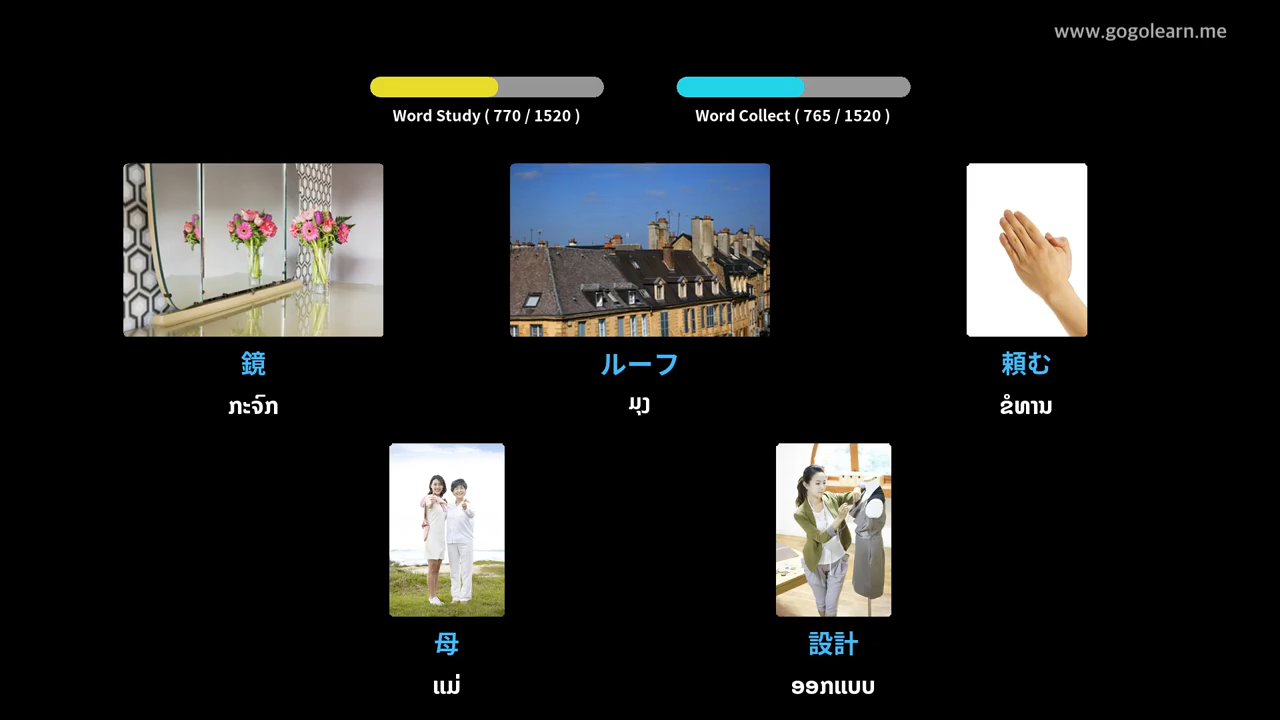 www.gogolearn.me
Word Study ( 770 / 1520 )
Word Collect ( 765 / 1520 )
鏡
ルーフ
頼む
ກະຈົກ
ມຸງ
ຂໍທານ
母
設計
ແມ່
ອອກແບບ